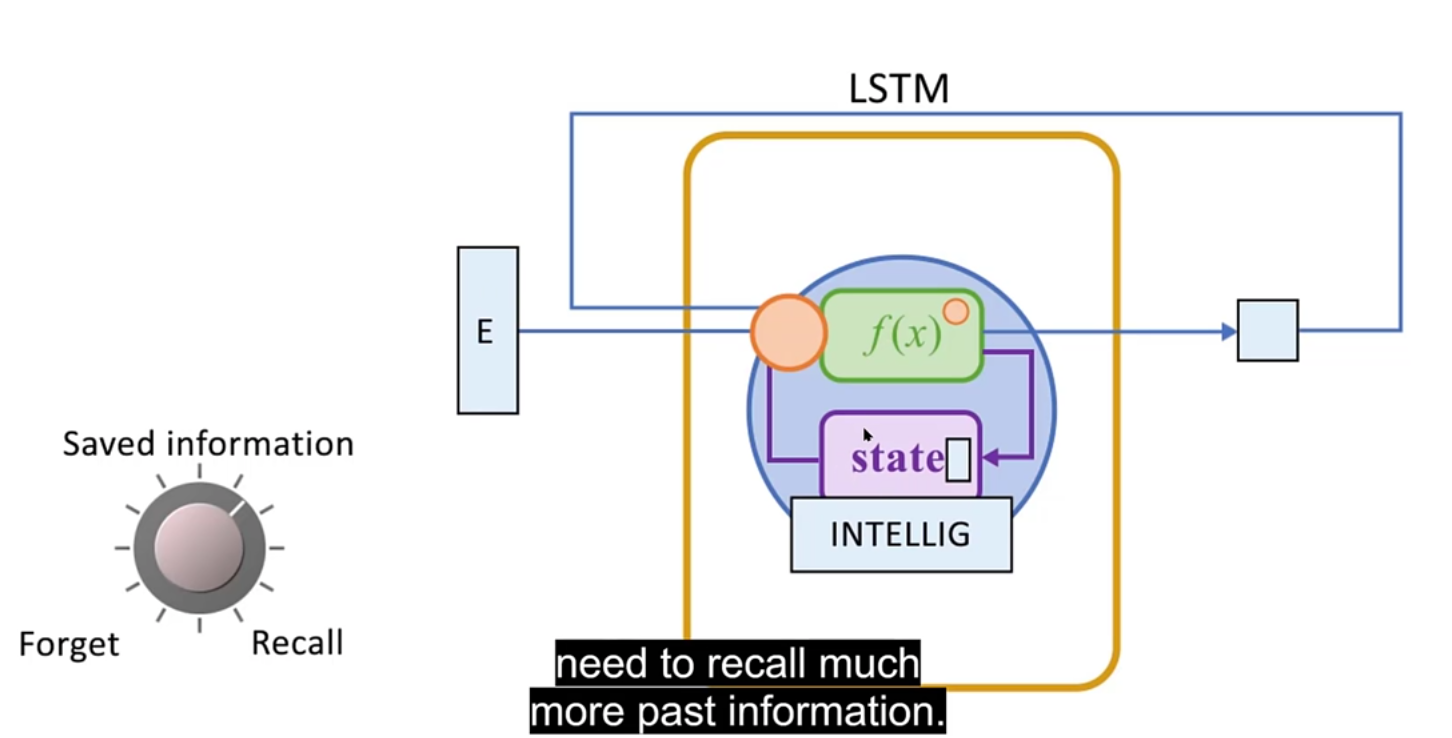 LSTM
E
f(x)
state
INTELLIG
Saved information
Forget
Recall
need to recall much
more past information.